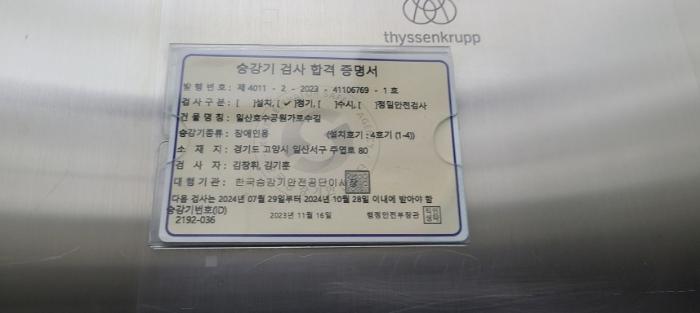 thyssenkrupp
승강기 검사 합격 증명서
발 행 번 호 : 제 4011 - 2 - 2023 - 41106769 - 1 호
검 사 구 분 : [ ]설치, [✓]정기, [ ]수시, [ ]정밀안전검사
건 물 명 칭 : 일산호수공원가로수길
승강기종류 : 장애인용 (설치호기 : 4호기 (1-4))
소 재 지 : 경기도 고양시 일산서구 주엽로 80
검 사 자 : 김장휘, 김기훈
대 행 기 관 : 한국승강기안전공단이사장
다음 검사는 2024년 07월 29일부터 2024년 10월 28일 이내에 받아야 함
승강기번호(ID)
2192-036
2023년 11월 16일 행정안전부장관